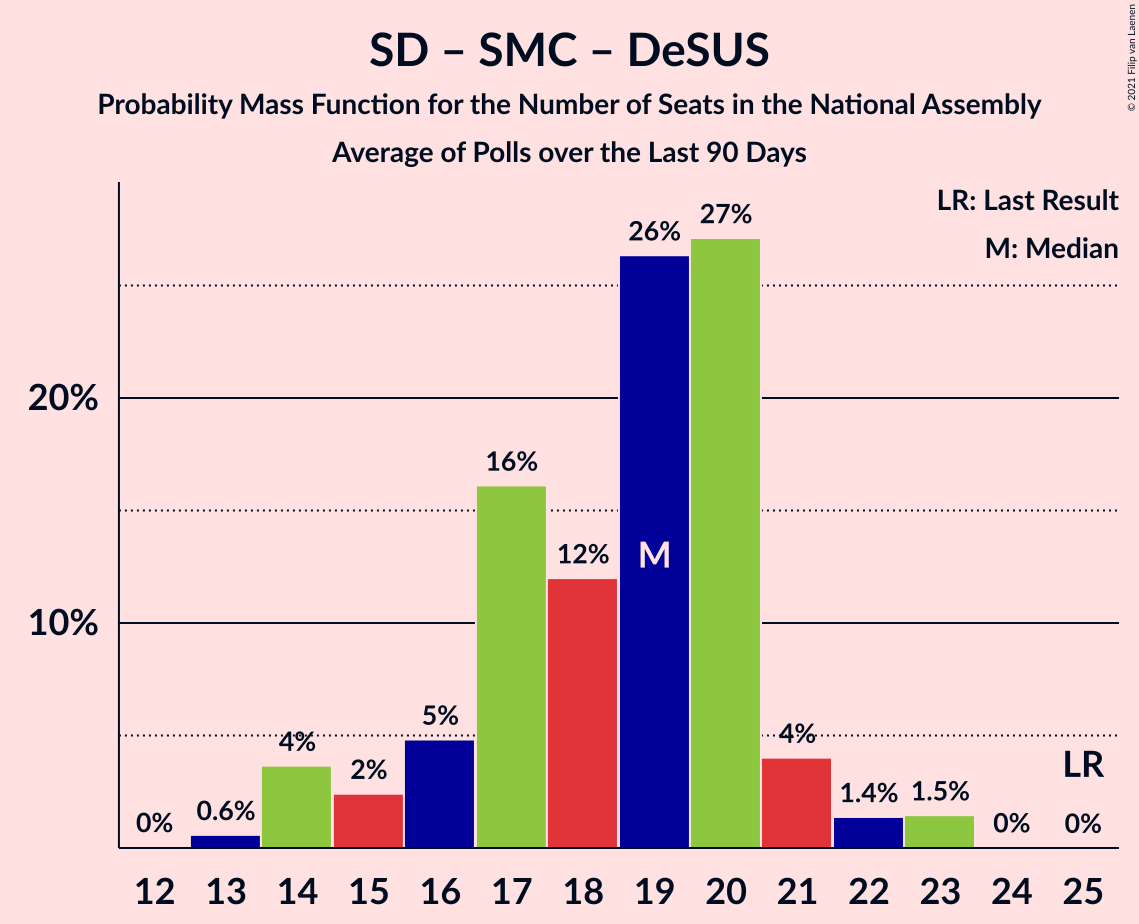 SD – SMC – DeSUS
Probability Mass Function for the Number of Seats in the National Assembly
Average of Polls over the Last 90 Days
© 2021 Filip van Laenen
LR: Last Result
M: Median
20%
10%
0%
0.6%
4%
2%
5%
16%
12%
26%
27%
4%
1.4%
1.5%
0%
0%
M
LR
12 13 14 15 16 17 18 19 20 21 22 23 24 25